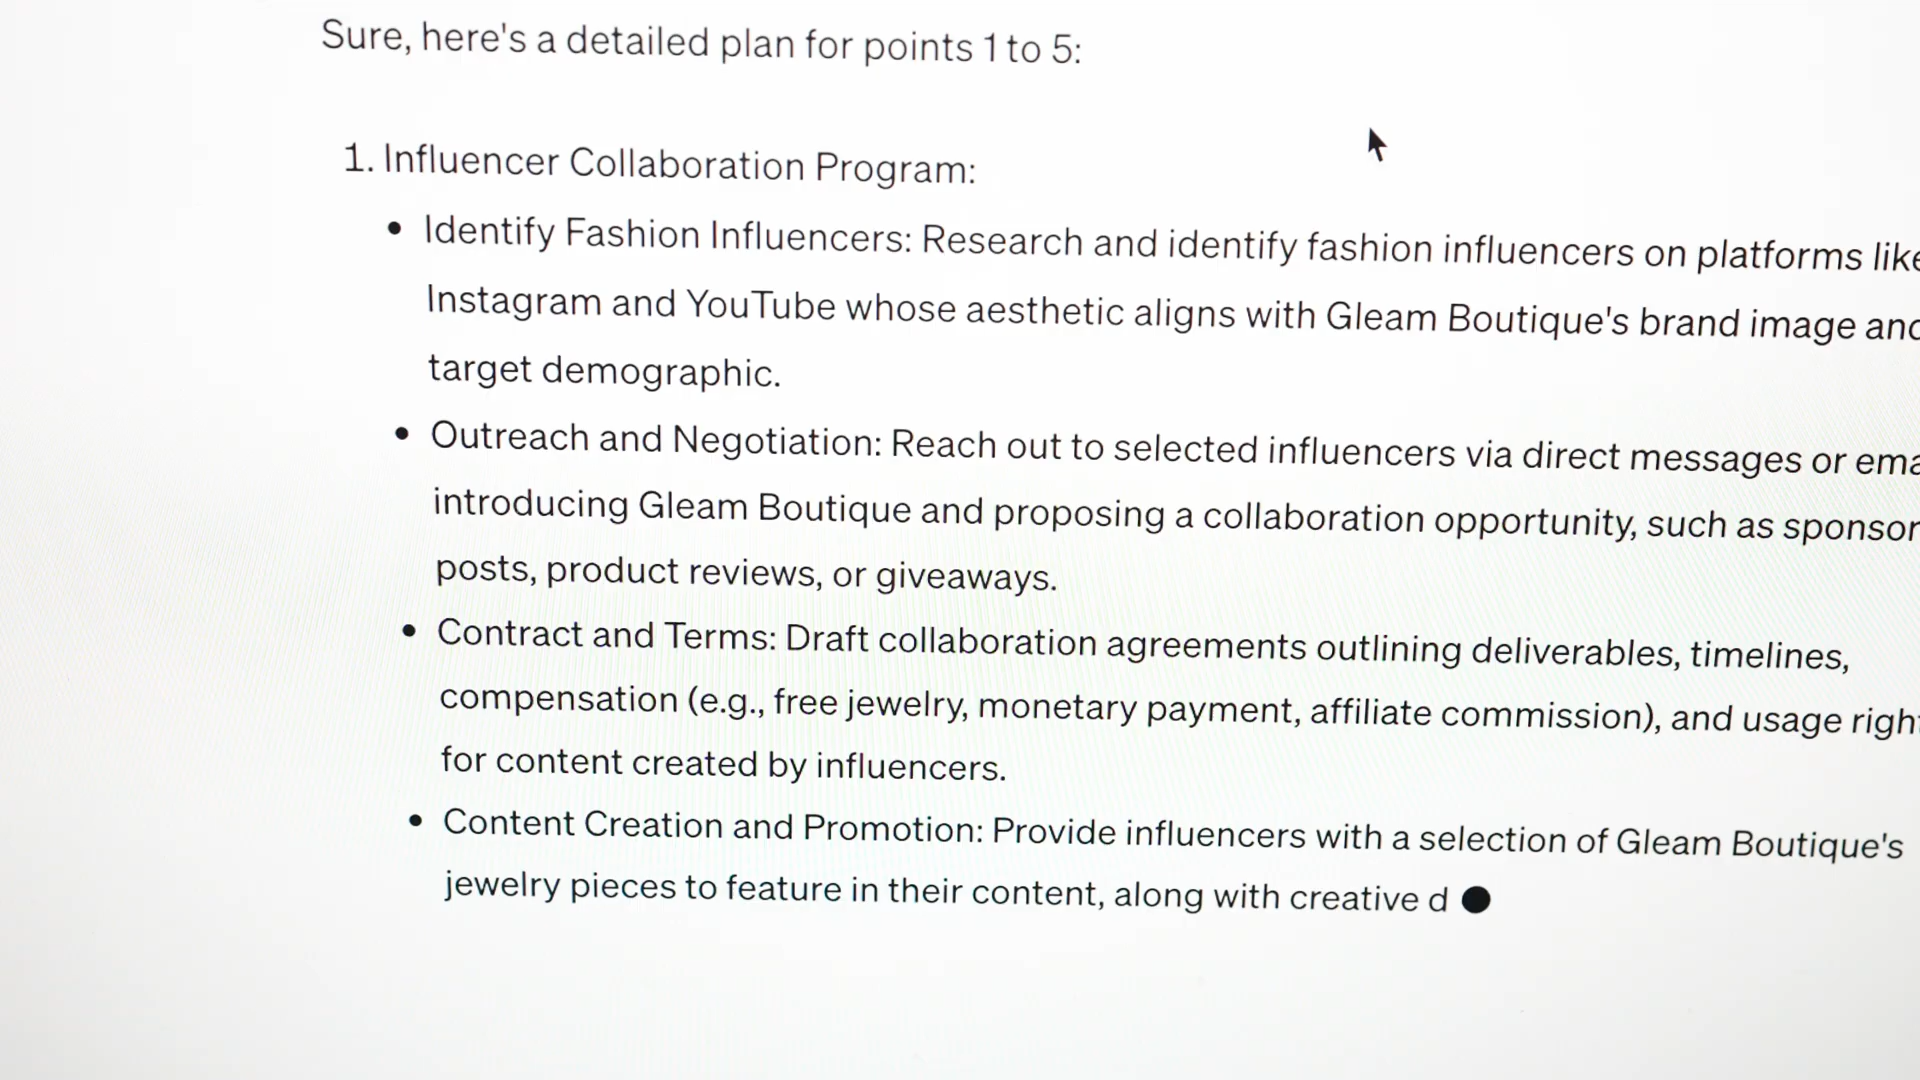 Sure, here's a detailed plan for points 1 to 5:
1. Influencer Collaboration Program:
• Identify Fashion Influencers: Research and identify fashion influencers on platforms like
Instagram and YouTube whose aesthetic aligns with Gleam Boutique's brand image and
target demographic.
• Outreach and Negotiation: Reach out to selected influencers via direct messages or ema
introducing Gleam Boutique and proposing a collaboration opportunity, such as sponsor
posts, product reviews, or giveaways.
• Contract and Terms: Draft collaboration agreements outlining deliverables, timelines,
compensation (e.g., free jewelry, monetary payment, affiliate commission), and usage righ
for content created by influencers.
• Content Creation and Promotion: Provide influencers with a selection of Gleam Boutique's
jewelry pieces to feature in their content, along with creative d